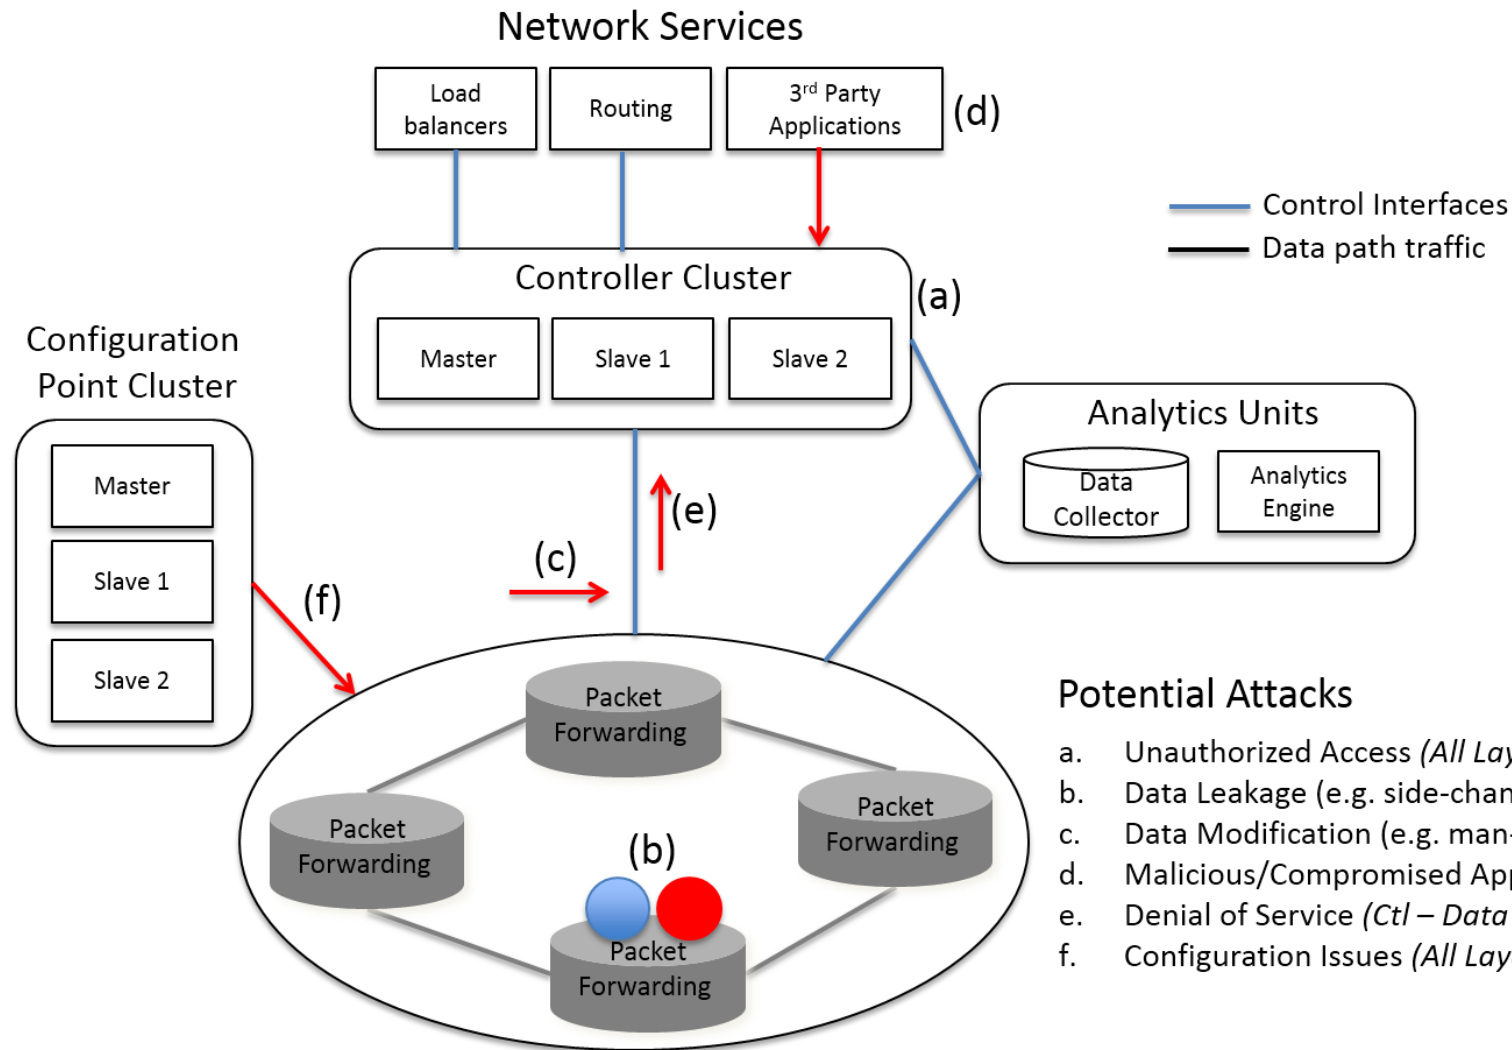 Network Services
Load
balancers
Routing
3rd Party
Applications
(d)
Control Interfaces
Data path traffic
Controller Cluster
(a)
Master
Slave 1
Slave 2
Configuration
Point Cluster
Master
Slave 1
Slave 2
Analytics Units
Data
Collector
Analytics
Engine
(e)
(c)
(f)
Packet
Forwarding
Packet
Forwarding
Packet
Forwarding
(b)
Packet
Forwarding
Potential Attacks
a. Unauthorized Access (All Lay
b. Data Leakage (e.g. side-chan
c. Data Modification (e.g. man-
d. Malicious/Compromised App
e. Denial of Service (Ctl – Data
f. Configuration Issues (All Lay